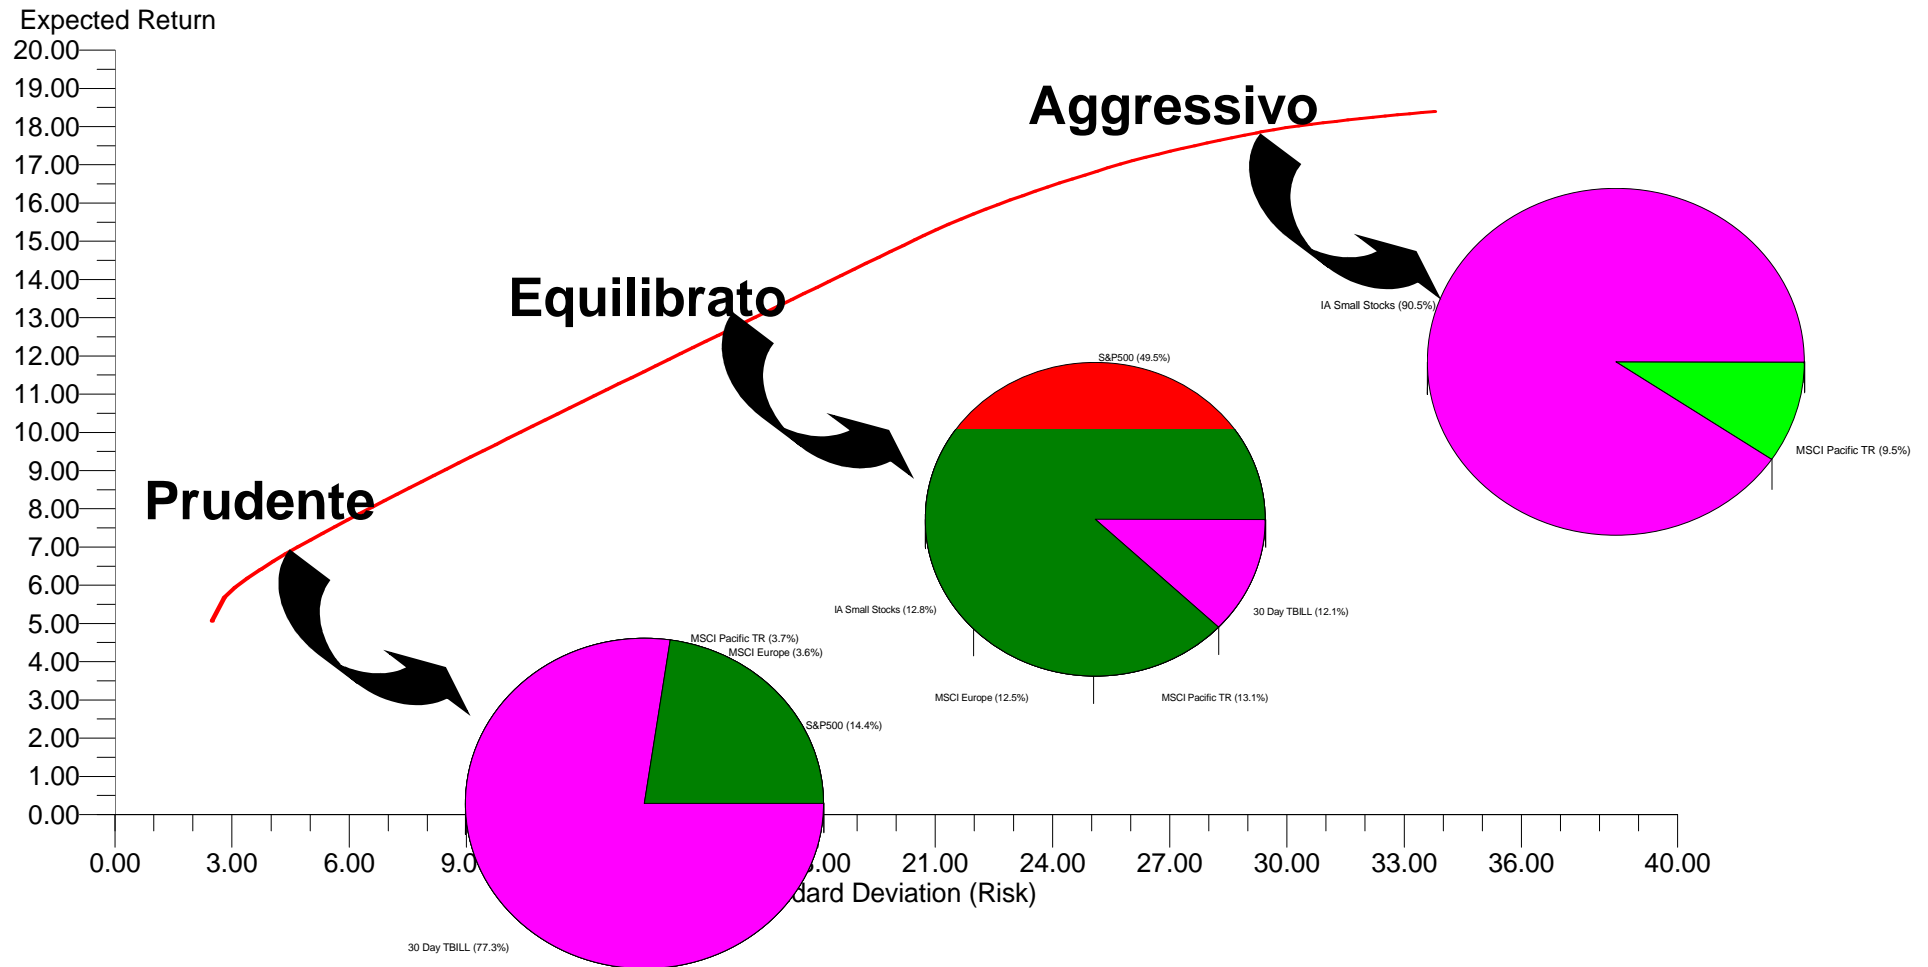 Expected Return
20.00
19.00
18.00
17.00
16.00
15.00
14.00
13.00
12.00
11.00
10.00
9.00
8.00
7.00
6.00
5.00
4.00
3.00
2.00
1.00
0.00
Aggressivo
Equilibrato
Prudente
IA Small Stocks (90.5%)
MSCI Pacific TR (9.5%)
S&P500 (49.5%)
IA Small Stocks (12.8%)
30 Day TBILL (12.1%)
MSCI Europe (12.5%)
MSCI Pacific TR (13.1%)
MSCI Pacific TR (3.7%)
MSCI Europe (3.6%)
S&P500 (14.4%)
30 Day TBILL (77.3%)
0.00 3.00 6.00 21.00 24.00 27.00 30.00 33.00 36.00 40.00
Deviation (Risk)